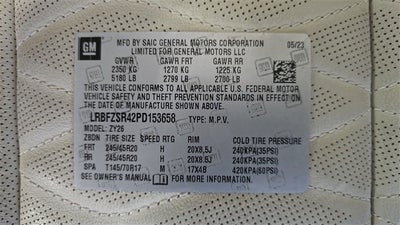 GM
MFD BY SAIC GENERAL MOTORS CORPORATION 05/23
LIMITED FOR GENERAL MOTORS LLC
GVWR GAWR FRT GAWR RR
2350 KG 1270 KG 1225 KG
5180 LB 2799 LB 2700 LB
THIS VEHICLE CONFORMS TO ALL APPLICABLE U.S. FEDERAL MOTOR
VEHICLE SAFETY AND THEFT PREVENTION STANDARDS IN EFFECT ON
THE DATE OF MANUFACTURE SHOWN ABOVE.
LRBFZSR42PD153658 TYPE: M.P.V.
MODEL: ZY26
ZBDN TIRE SIZE SPEED RTG RIM COLD TIRE PRESSURE
FRT 245/45R20 H 20X8.5J 240KPA(35PSI)
RR 245/45R20 H 20X8.5J 240KPA(35PSI)
SPA T145/70R17 M 17X4B 420KPA(60PSI)
SEE OWNER'S MANUAL FOR MORE INFORMATION.